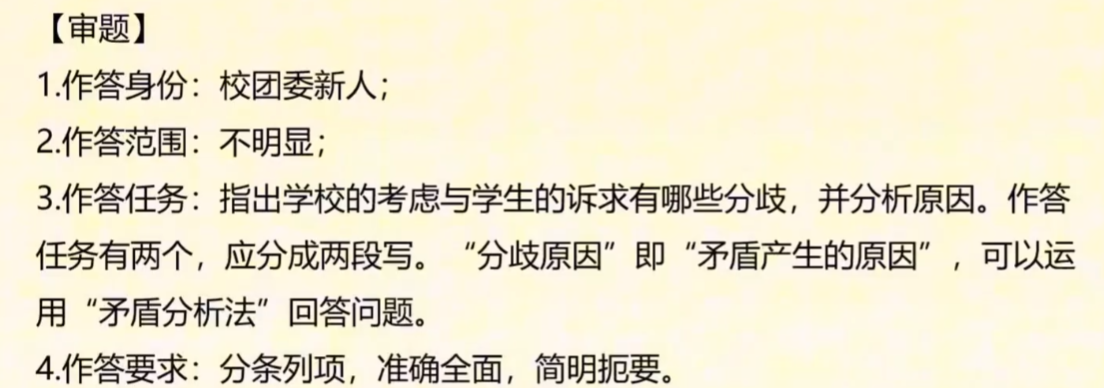 【审题】
1.作答身份：校团委新人；
2.作答范围：不明显；
3.作答任务：指出学校的考虑与学生的诉求有哪些分歧，并分析原因。作答
任务有两个，应分成两段写。“分歧原因”即“矛盾产生的原因”，可以运
用“矛盾分析法”回答问题。
4.作答要求：分条列项，准确全面，简明扼要。